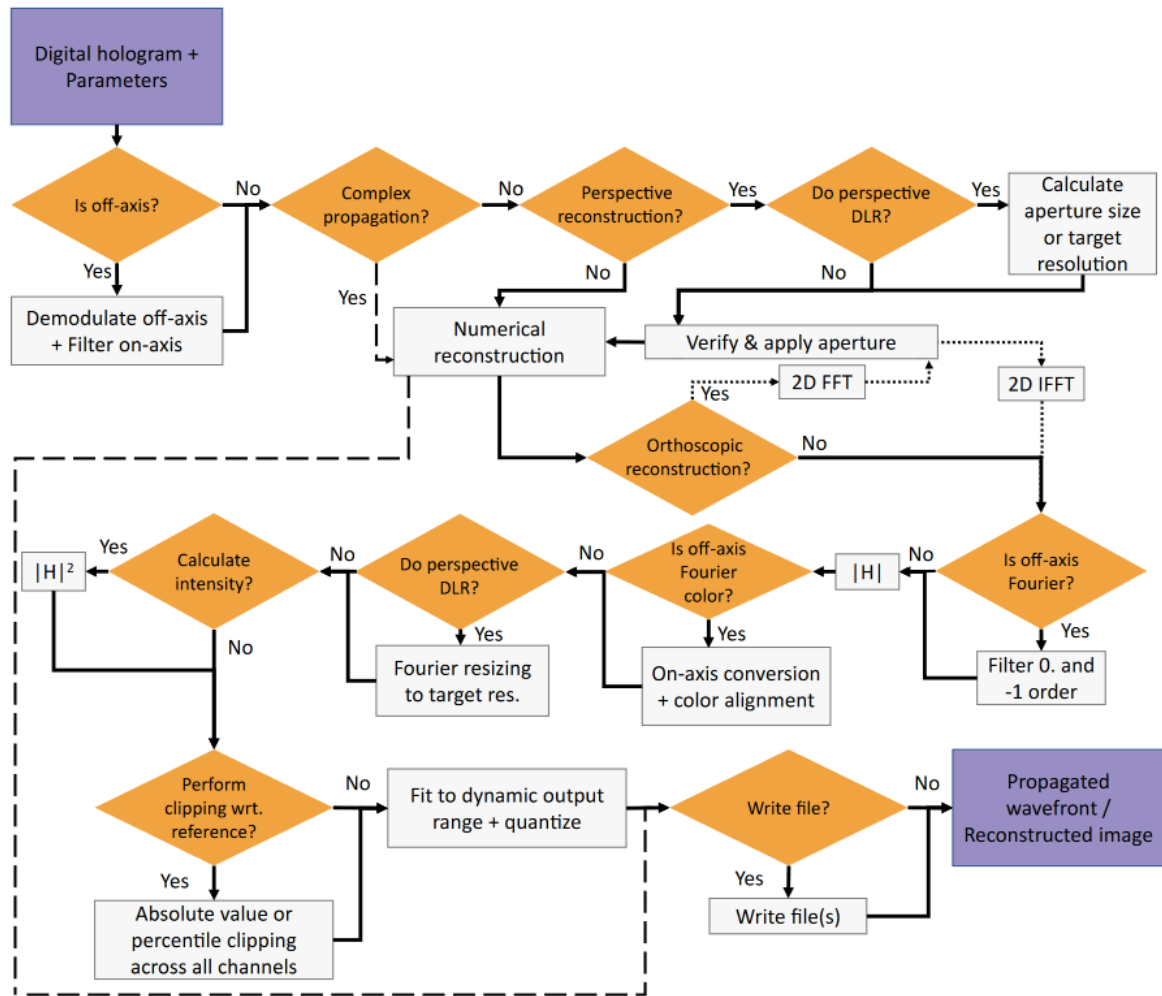 Digital hologram +
Parameters
Is off-axis?
No
Yes
Demodulate off-axis
+ Filter on-axis
Complex
propagation?
No
Yes
Perspective
reconstruction?
Yes
No
Do perspective
DLR?
Yes
No
Calculate
aperture size
or target
resolution
Numerical
reconstruction
Verify & apply aperture
2D FFT
2D IFFT
Yes
Orthoscopic
reconstruction?
No
Is off-axis
Fourier?
No
Yes
Filter 0. and
-1 order
|H|
Is off-axis
Fourier
color?
No
Yes
On-axis conversion
+ color alignment
Do perspective
DLR?
No
Yes
Fourier resizing
to target res.
Calculate
intensity?
Yes
No
|H|²
Perform
clipping wrt.
reference?
No
Yes
Absolute value or
percentile clipping
across all channels
Fit to dynamic output
range + quantize
Write file?
No
Yes
Write file(s)
Propagated
wavefront /
Reconstructed image